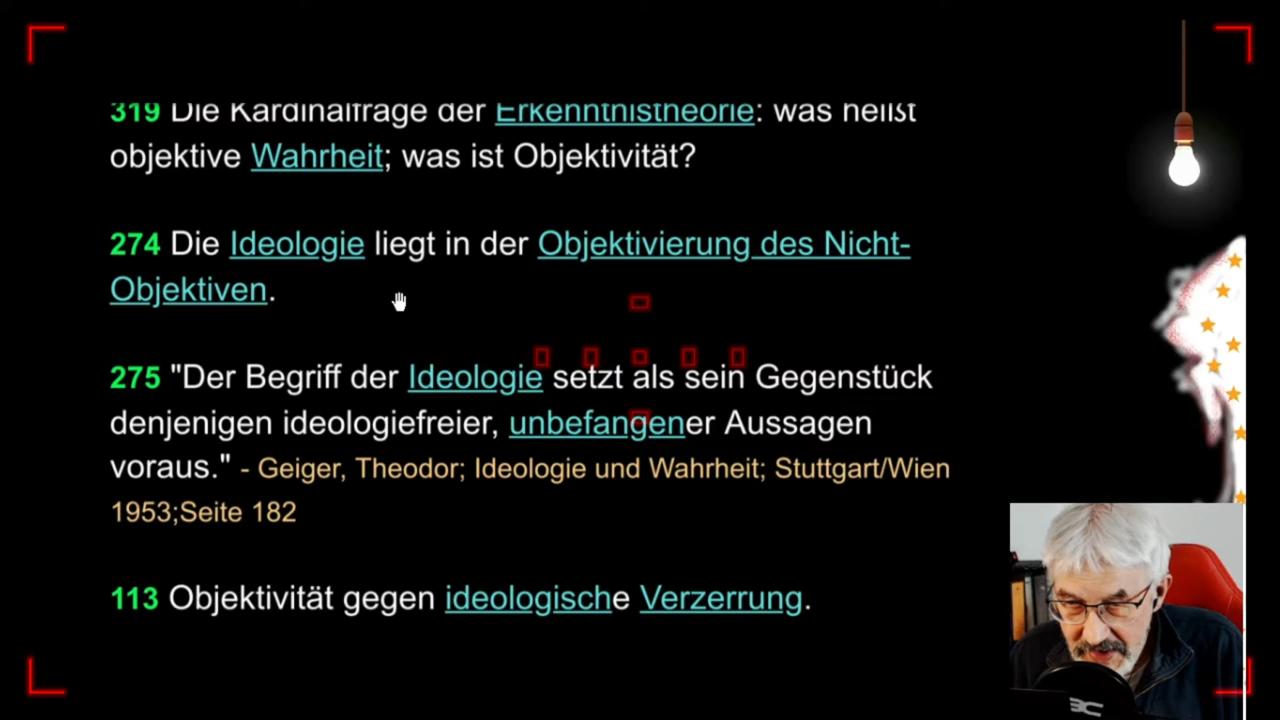 319 Die Kardinalfrage der Erkenntnistheorie: was heißt
objektive Wahrheit; was ist Objektivität?
274 Die Ideologie liegt in der Objektivierung des Nicht-
Objektiven.
275 "Der Begriff der Ideologie setzt als sein Gegenstück
denjenigen ideologiefreier, unbefangener Aussagen
voraus." - Geiger, Theodor; Ideologie und Wahrheit; Stuttgart/Wien
1953;Seite 182
113 Objektivität gegen ideologische Verzerrung.